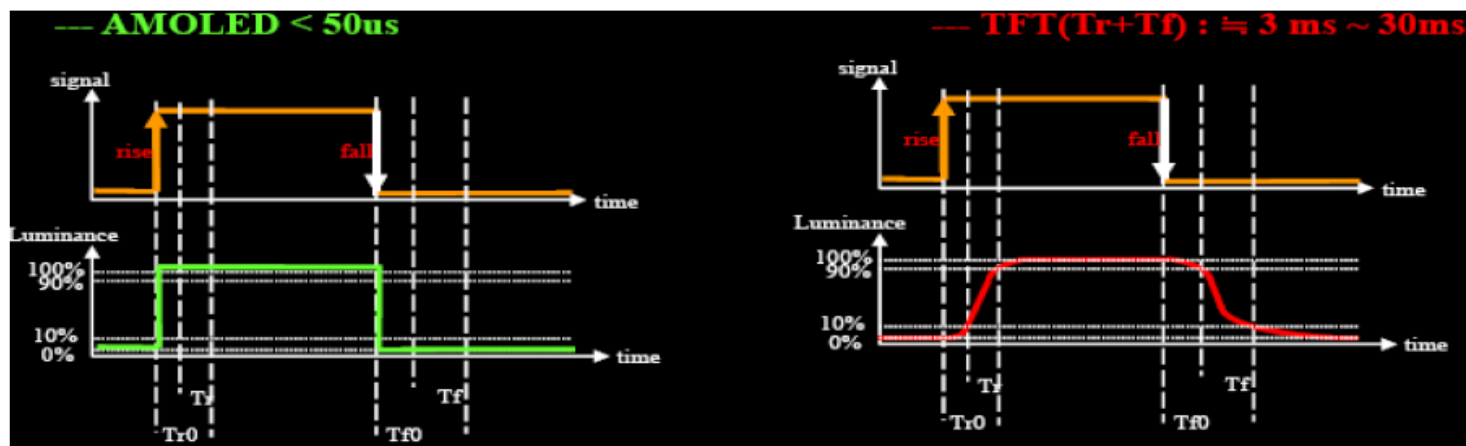 --- AMOLED < 50us
--- TFT(Tr+Tf) : ≒ 3 ms ~ 30ms
signal
rise
fall
time
Luminance
100%
90%
10%
0%
time
Tr
Tf
Tr0
Tf0
signal
rise
fall
time
Luminance
100%
90%
10%
0%
time
Tr
Tf
Tr0
Tf0